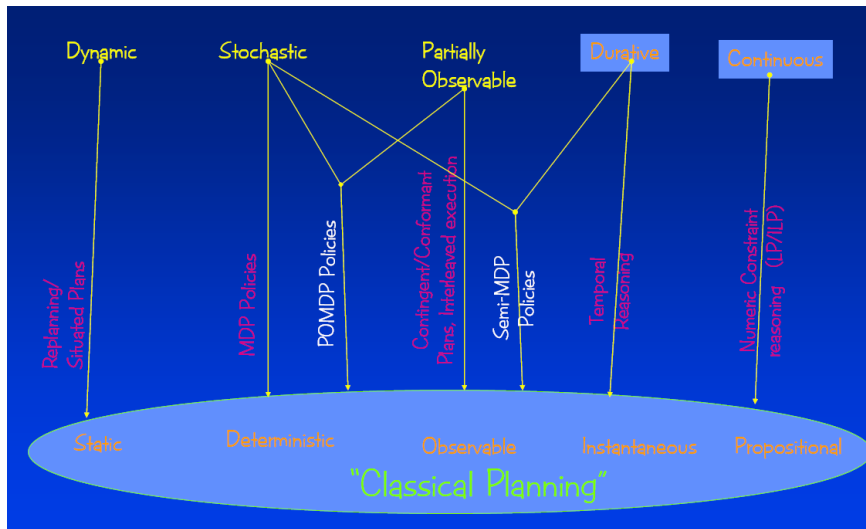 Dynamic
Stochastic
Partially
Observable
Durative
Continuous
Replanning/
Situated Plans
MDP Policies
POMDP Policies
Contingent/Conformant
Plans, Interleaved execution
Semi-MDP
Policies
Temporal
Reasoning
Numeric Constraint
reasoning (LP/ILP)
Static
Deterministic
Observable
Instantaneous
Propositional
"Classical Planning"